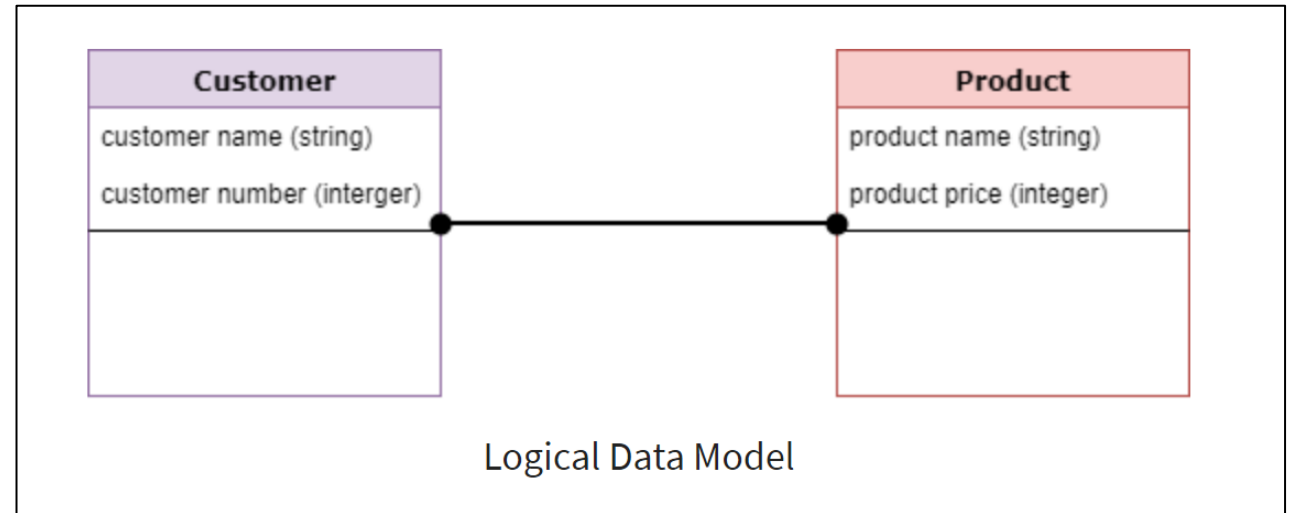 Customer
customer name (string)
customer number (interger)
Product
product name (string)
product price (integer)
Logical Data Model